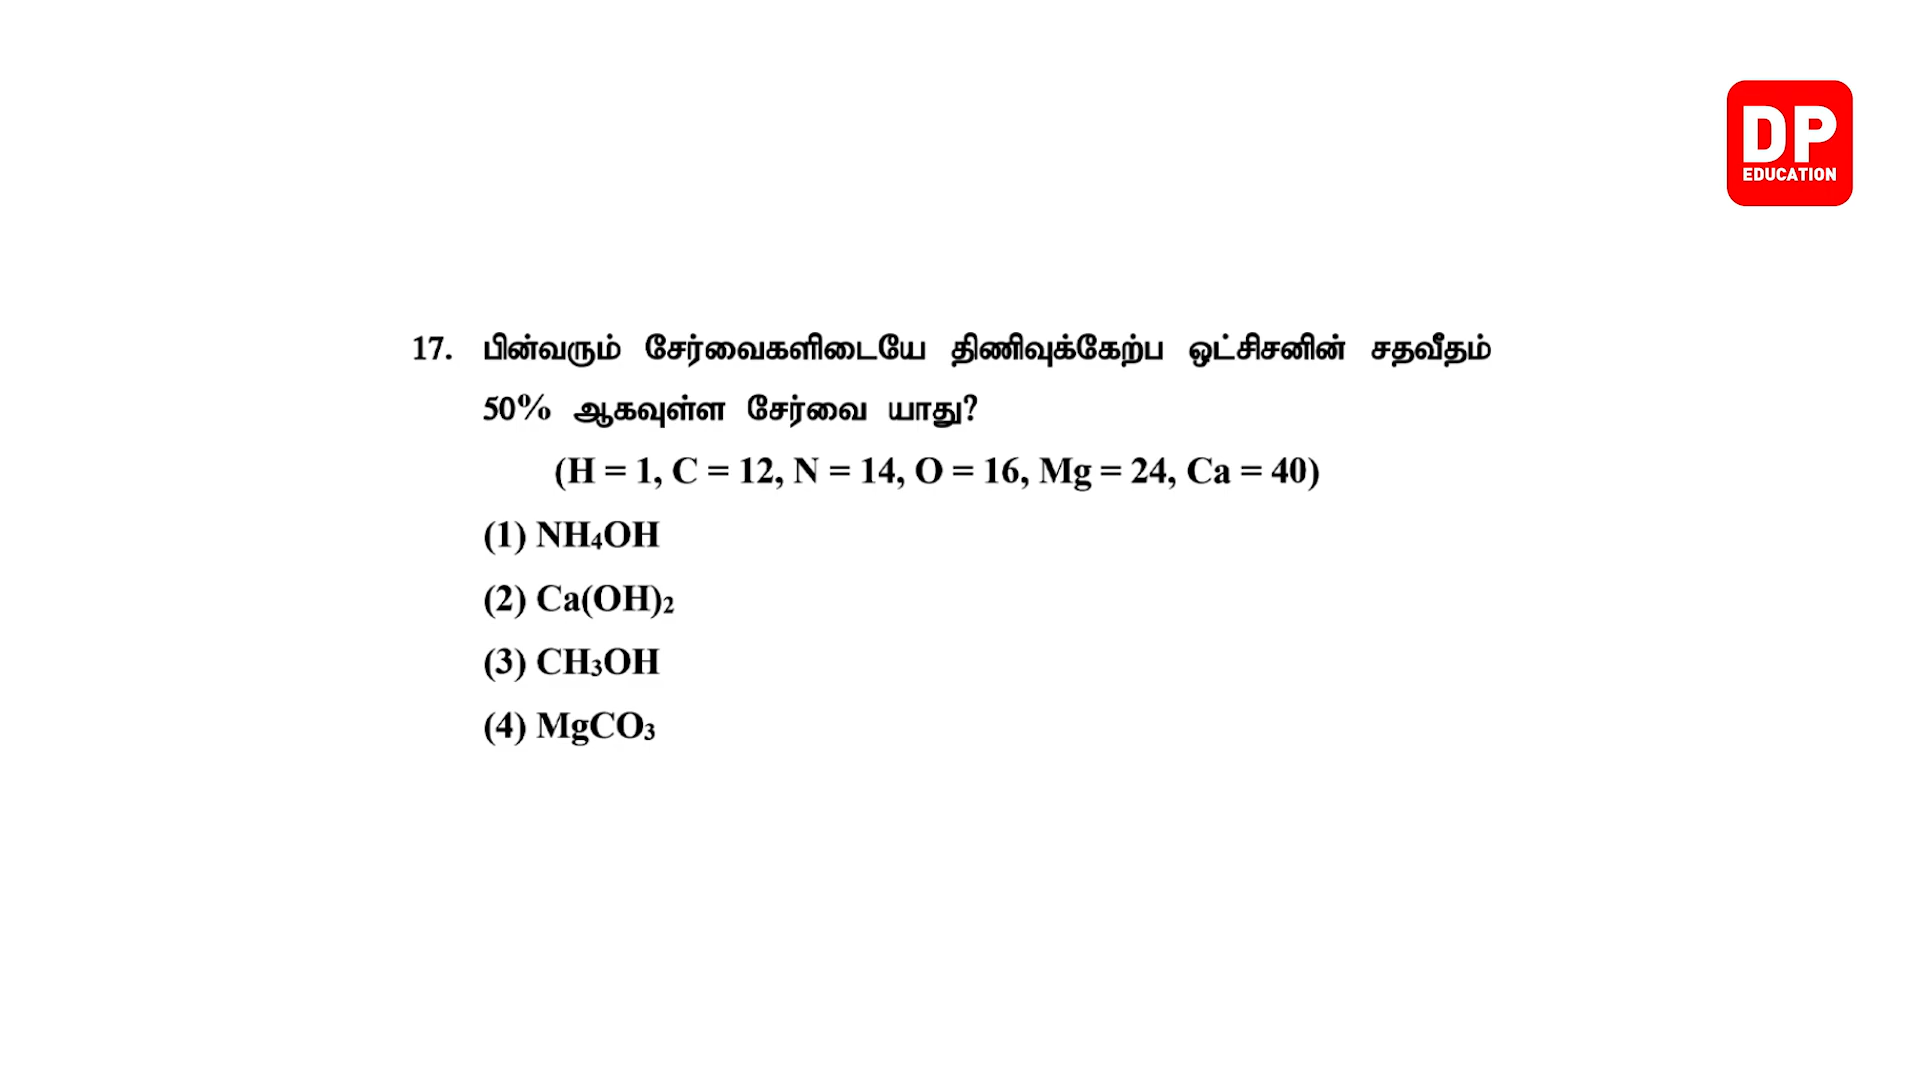 DP
EDUCATION
17. பின்வரும் சேர்வைகளிடையே திணிவுக்கேற்ப ஒட்சிசனின் சதவீதம்
50% ஆகவுள்ள சேர்வை யாது?
(H = 1, C = 12, N = 14, O = 16, Mg = 24, Ca = 40)
(1) NH₄OH
(2) Ca(OH)₂
(3) CH₃OH
(4) MgCO₃